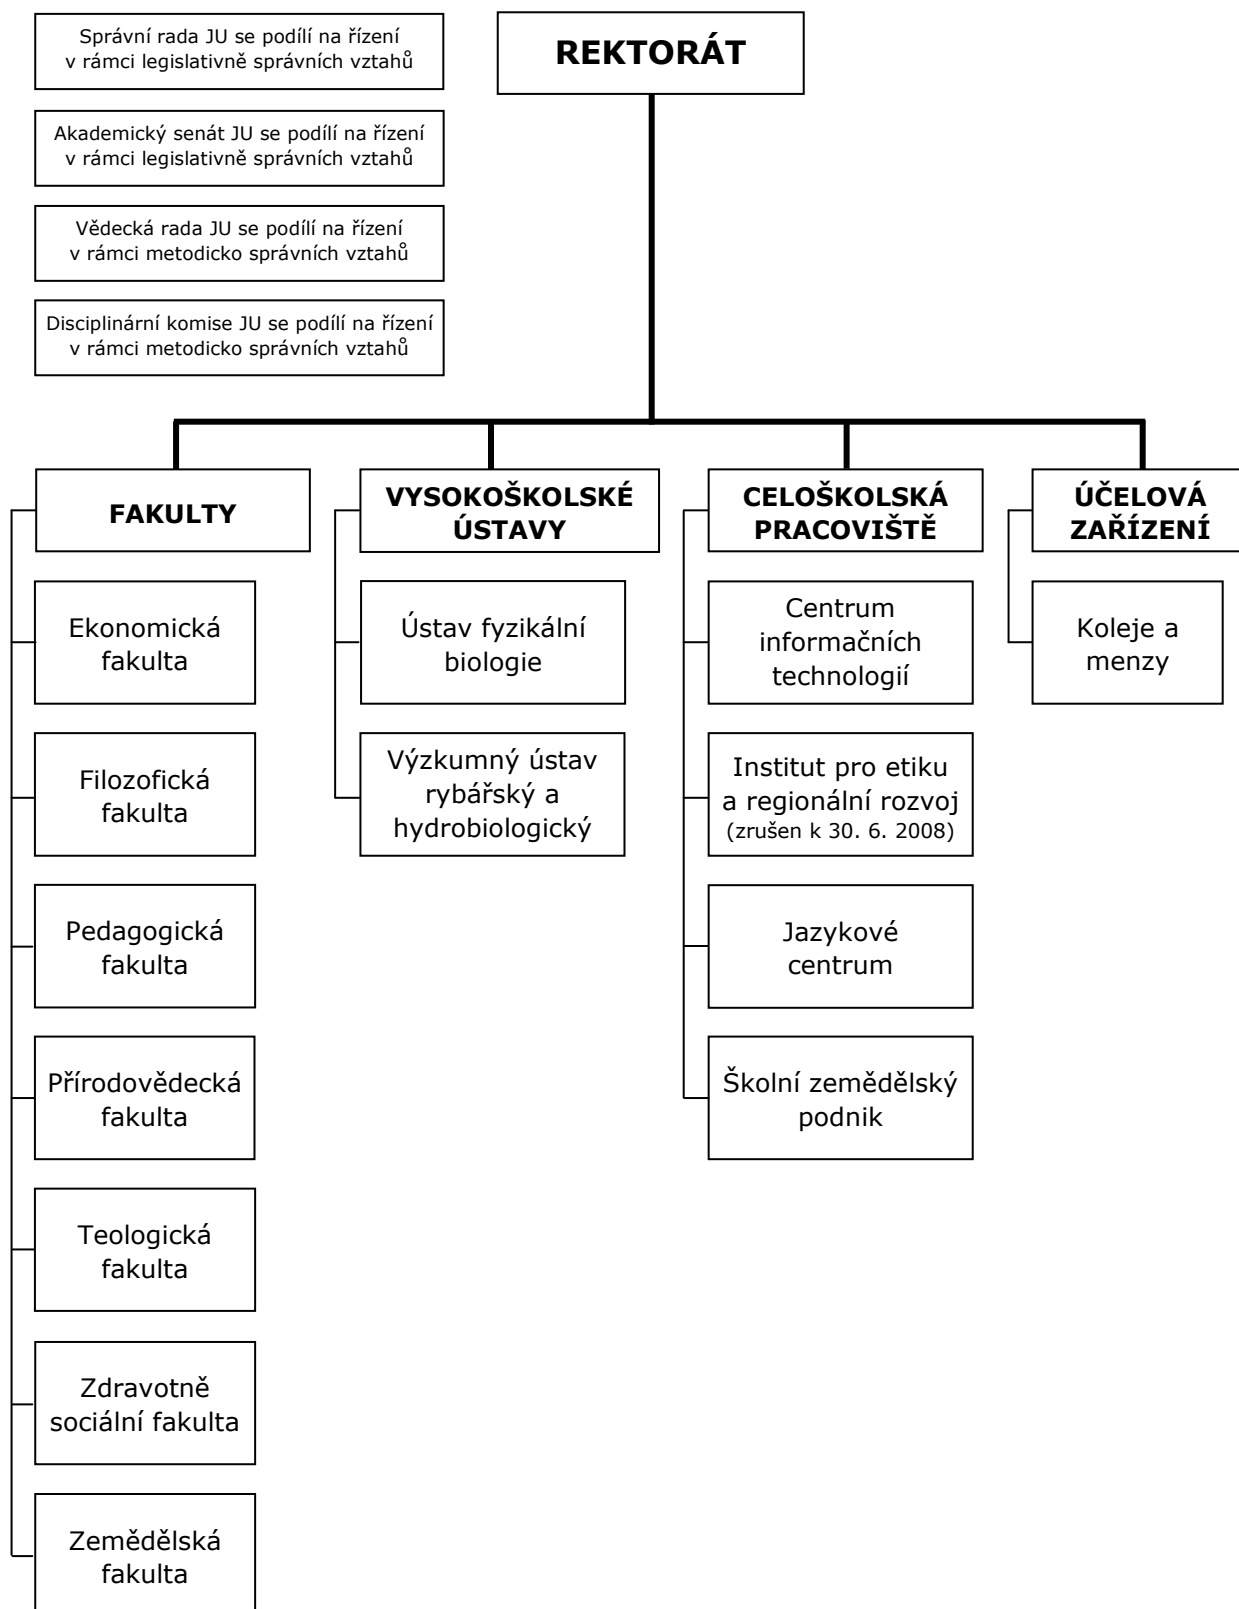 Správní rada JU se podílí na řízení
v rámci legislativně správních vztahů
REKTORÁT
Akademický senát JU se podílí na řízení
v rámci legislativně správních vztahů
Vědecká rada JU se podílí na řízení
v rámci metodicko správních vztahů
Disciplinární komise JU se podílí na řízení
v rámci metodicko správních vztahů
FAKULTY
Ekonomická
fakulta
Filozofická
fakulta
Pedagogická
fakulta
Přírodovědecká
fakulta
Teologická
fakulta
Zdravotně
sociální fakulta
Zemědělská
fakulta
VYSOKOŠKOLSKÉ
ÚSTAVY
Ústav fyzikální
biologie
Výzkumný ústav
rybářský a
hydrobiologický
CELOŠKOLSKÁ
PRACOVIŠTĚ
Centrum
informačních
technologií
Institut pro etiku
a regionální rozvoj
(zrušen k 30. 6. 2008)
Jazykové
centrum
Školní zemědělský
podnik
ÚČELOVÁ
ZAŘÍZENÍ
Koleje a
menzy